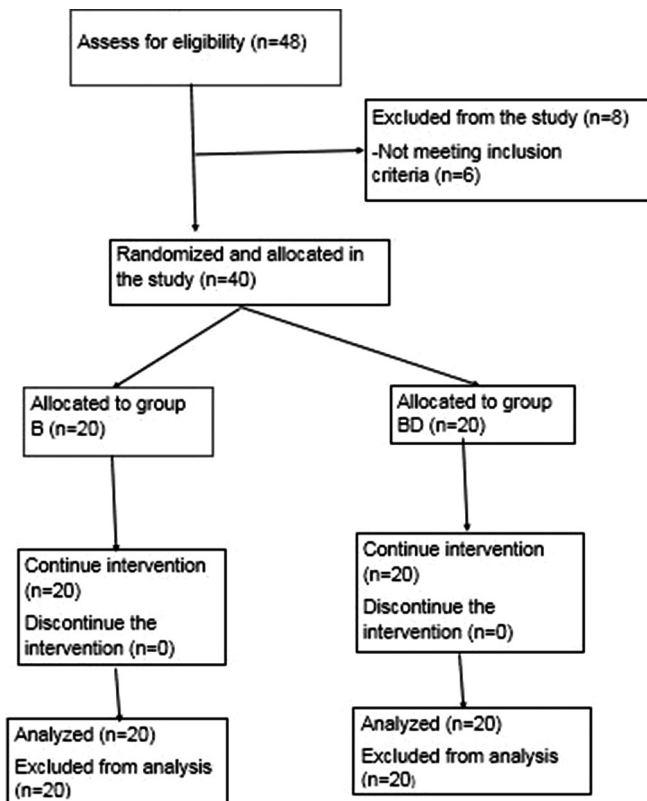 Assess for eligibility (n=48)
Excluded from the study (n=8)
-Not meeting inclusion
criteria (n=6)
Randomized and allocated in
the study (n=40)
Allocated to group
B (n=20)
Allocated to group
BD (n=20)
Continue intervention
(n=20)
Discontinue the
intervention (n=0)
Continue intervention
(n=20)
Discontinue the
intervention (n=0)
Analyzed (n=20)
Excluded from analysis
(n=20)
Analyzed (n=20)
Excluded from analysis
(n=20)